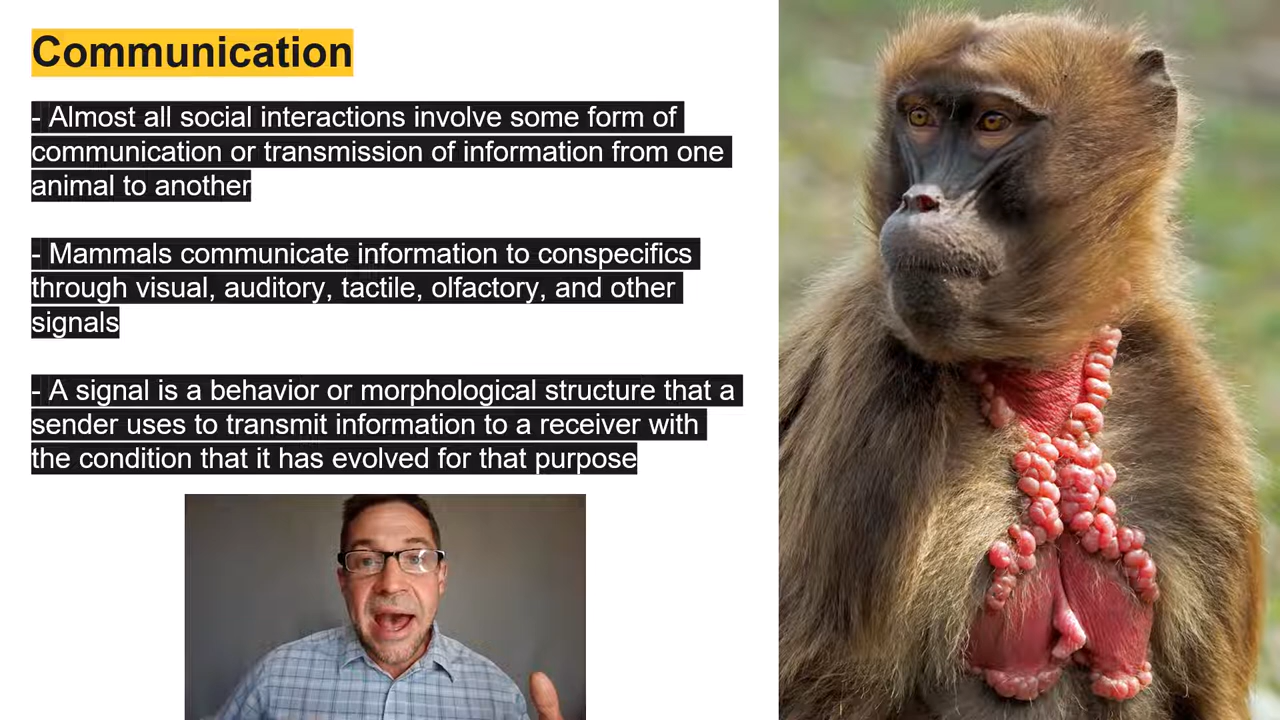 Communication
- Almost all social interactions involve some form of
communication or transmission of information from one
animal to another
- Mammals communicate information to conspecifics
through visual, auditory, tactile, olfactory, and other
signals
- A signal is a behavior or morphological structure that a
sender uses to transmit information to a receiver with
the condition that it has evolved for that purpose